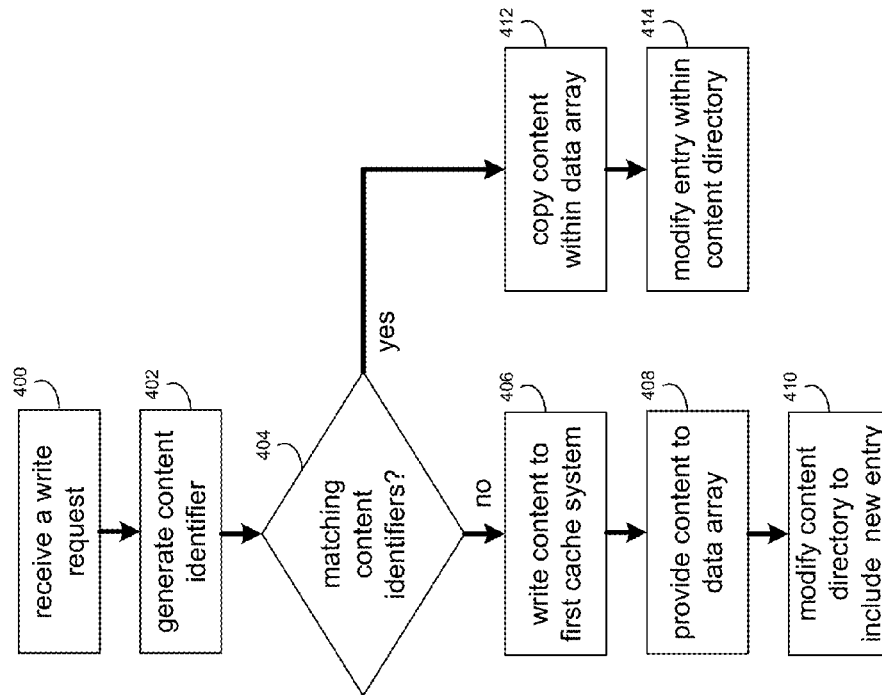 400
receive a write
request
402
generate content
identifier
404
matching
content
identifiers?
yes
no
406
write content to
first cache system
408
provide content to
data array
410
modify content
directory to
include new entry
412
copy content
within data array
414
modify entry within
content directory